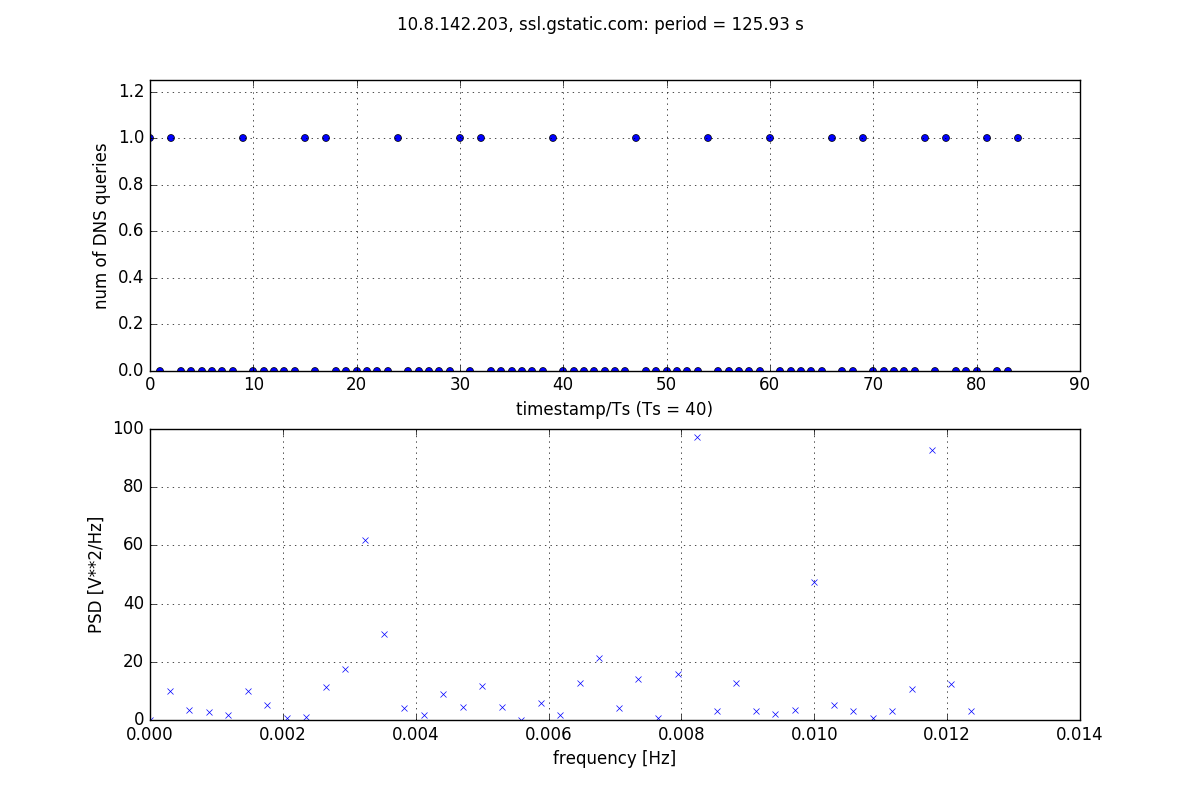 10.8.142.203, ssl.gstatic.com: period = 125.93 s
1.2
1.0
0.8
0.6
0.4
0.2
0.0
num of DNS queries
0 10 20 30 40 50 60 70 80 90
timestamp/Ts (Ts = 40)
100
80
60
40
20
0
PSD [V**2/Hz]
0.000 0.002 0.004 0.006 0.008 0.010 0.012 0.014
frequency [Hz]